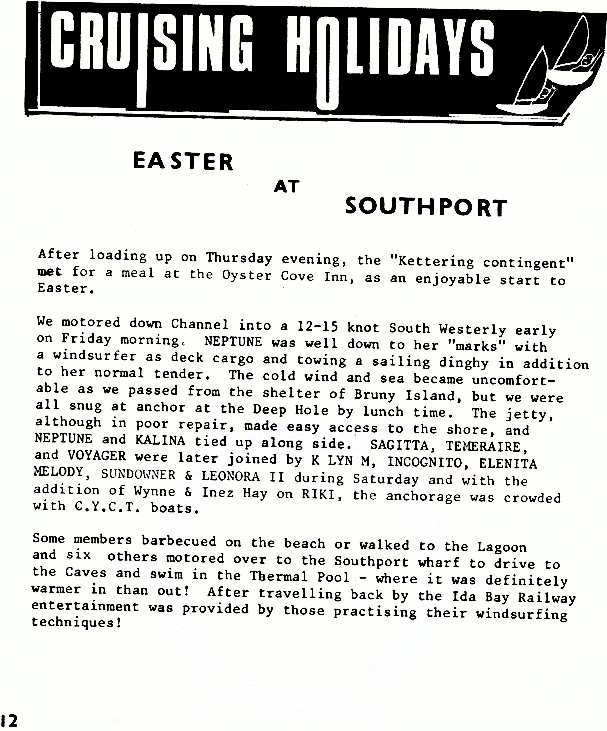 CRUISING HOLIDAYS
EASTER
AT
SOUTHPORT
After loading up on Thursday evening, the "Kettering contingent"
met for a meal at the Oyster Cove Inn, as an enjoyable start to
Easter.
We motored down Channel into a 12-15 knot South Westerly early
on Friday morning. NEPTUNE was well down to her "marks" with
a windsurfer as deck cargo and towing a sailing dinghy in addition
to her normal tender. The cold wind and sea became uncomfort-
able as we passed from the shelter of Bruny Island, but we were
all snug at anchor at the Deep Hole by lunch time. The jetty,
although in poor repair, made easy access to the shore, and
NEPTUNE and KALINA tied up along side. SAGITTA, TEMERAIRE,
and VOYAGER were later joined by K LYN M, INCOGNITO, ELENITA
MELODY, SUNDOWNER & LEONORA II during Saturday and with the
addition of Wynne & Inez Hay on RIKI, the anchorage was crowded
with C.Y.C.T. boats.
Some members barbecued on the beach or walked to the Lagoon
and six others motored over to the Southport wharf to drive to
the Caves and swim in the Thermal Pool - where it was definitely
warmer in than out! After travelling back by the Ida Bay Railway
entertainment was provided by those practising their windsurfing
techniques!
12